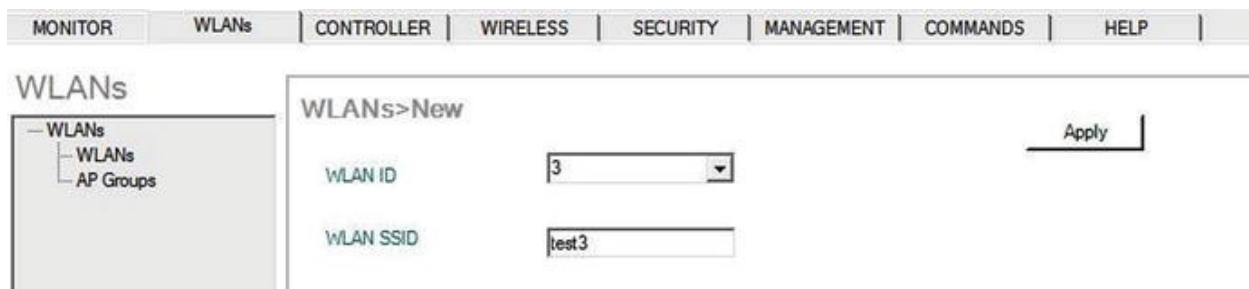 MONITOR WLANs CONTROLLER WIRELESS SECURITY MANAGEMENT COMMANDS HELP
WLANs
WLANs
WLANs
AP Groups
WLANs>New
Apply
WLAN ID 3
WLAN SSID test3